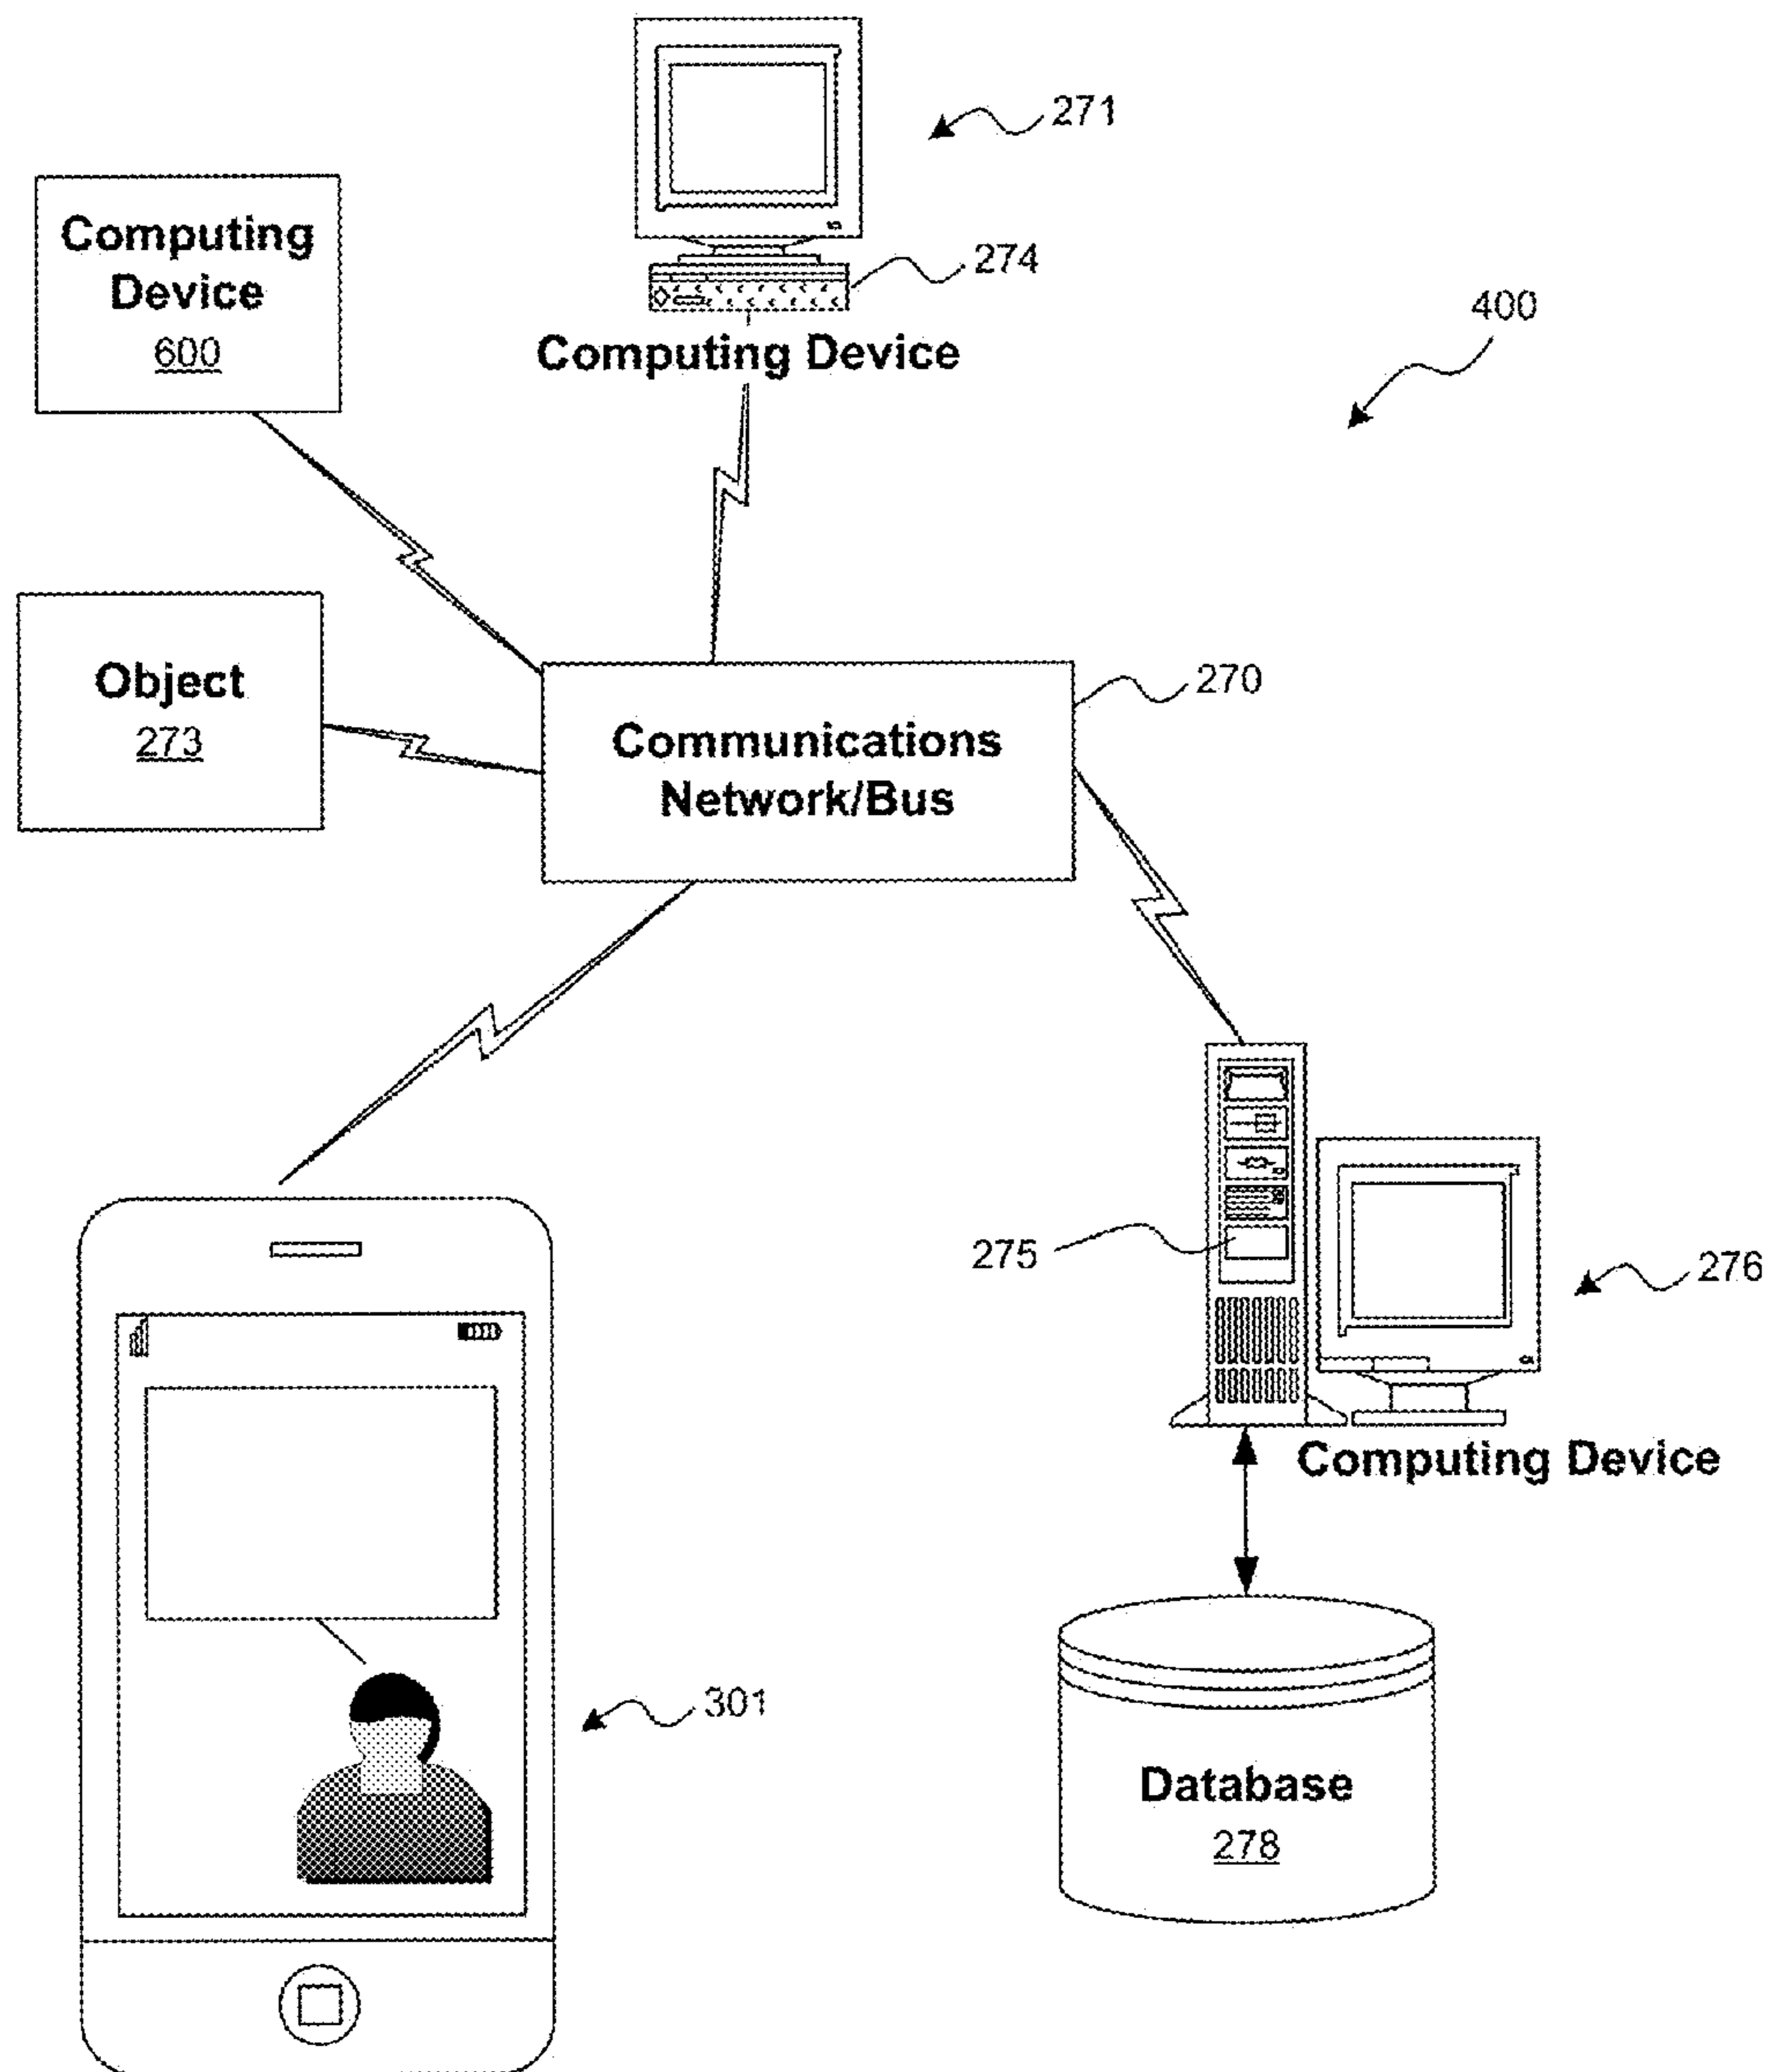 271
Computing
Device
600
274
Computing Device
400
Object
273
270
Communications
Network/Bus
275
276
Computing Device
301
Database
278